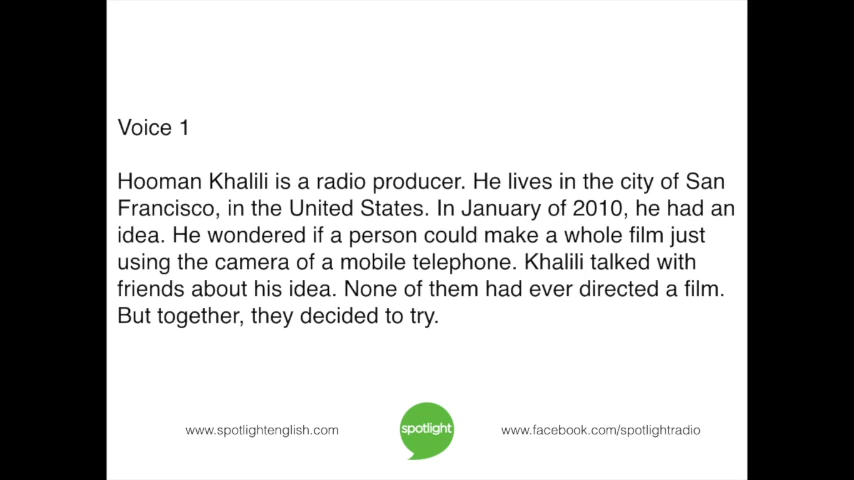 Voice 1
Hooman Khalili is a radio producer. He lives in the city of San
Francisco, in the United States. In January of 2010, he had an
idea. He wondered if a person could make a whole film just
using the camera of a mobile telephone. Khalili talked with
friends about his idea. None of them had ever directed a film.
But together, they decided to try.
www.spotlightenglish.com
spotlight
www.facebook.com/spotlightradio